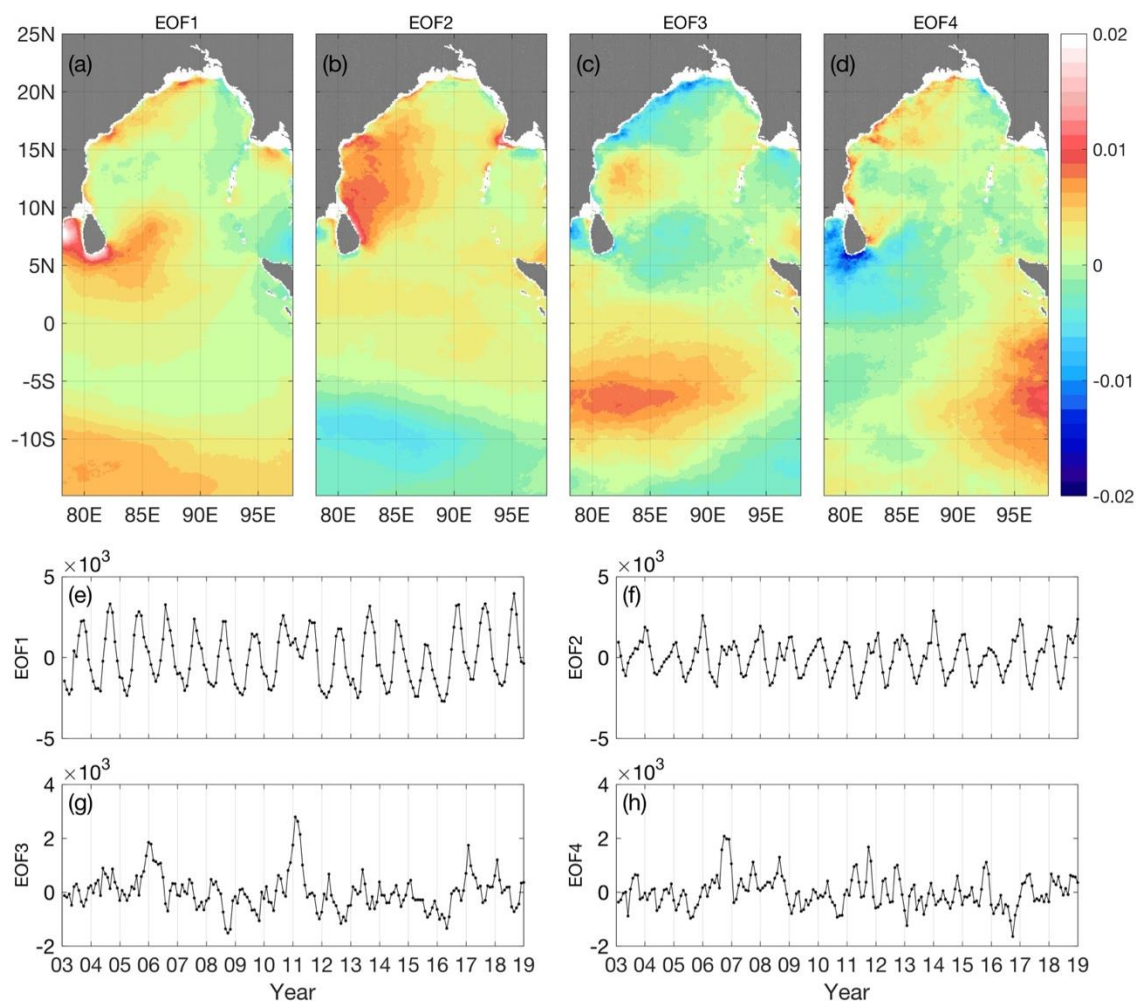 EOF1 EOF2 EOF3 EOF4
25N (a) (b) (c) (d) 0.02
20N
15N 0.01
10N
5N 0
0
-5S -0.01
-10S
-0.02
80E 85E 90E 95E 80E 85E 90E 95E 80E 85E 90E 95E 80E 85E 90E 95E
×10³ ×10³
5 (e) 5 (f)
EOF1 0 EOF2 0
-5 -5
×10³ ×10³
4 (g) 4 (h)
2 2
EOF3 0 EOF4 0
-2 -2
03 04 05 06 07 08 09 10 11 12 13 14 15 16 17 18 19 03 04 05 06 07 08 09 10 11 12 13 14 15 16 17 18 19
Year Year